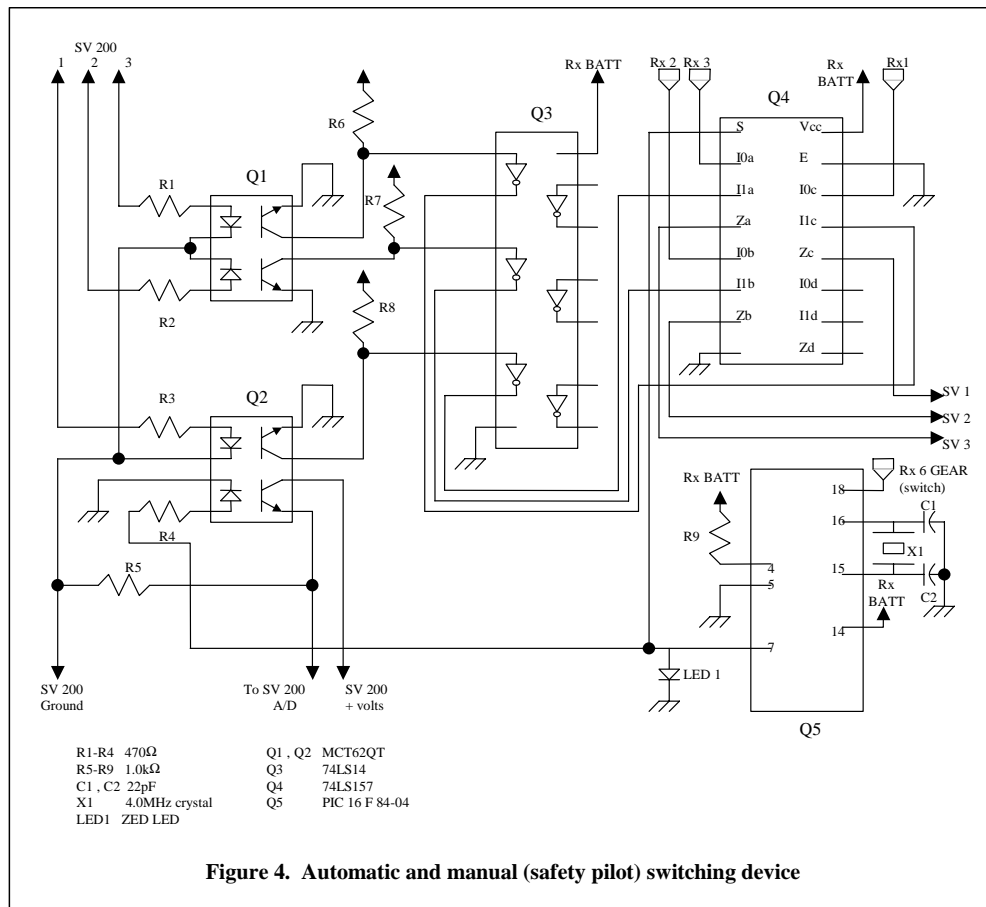 SV 200
1 2 3
R1
R2
Q1
R6
R7
R8
Rx BATT
Q3
Rx 2 Rx 3
Rx
BATT
Rx1
Q4
S Vcc
I0a E
I1a I0c
Za I1c
I0b Zc
I1b I0d
Zb I1d
Zd
SV 1
SV 2
SV 3
R3
Q2
R4
R5
SV 200
Ground
To SV 200
A/D
SV 200
+ volts
Rx BATT
R9
4
5
7
18
16
15
14
Rx 6 GEAR
(switch)
C1
X1
C2
Rx
BATT
LED 1
Q5
R1-R4 470Ω
R5-R9 1.0kΩ
C1 , C2 22pF
X1 4.0MHz crystal
LED1 ZED LED
Q1 , Q2 MCT62QT
Q3 74LS14
Q4 74LS157
Q5 PIC 16 F 84-04
Figure 4. Automatic and manual (safety pilot) switching device